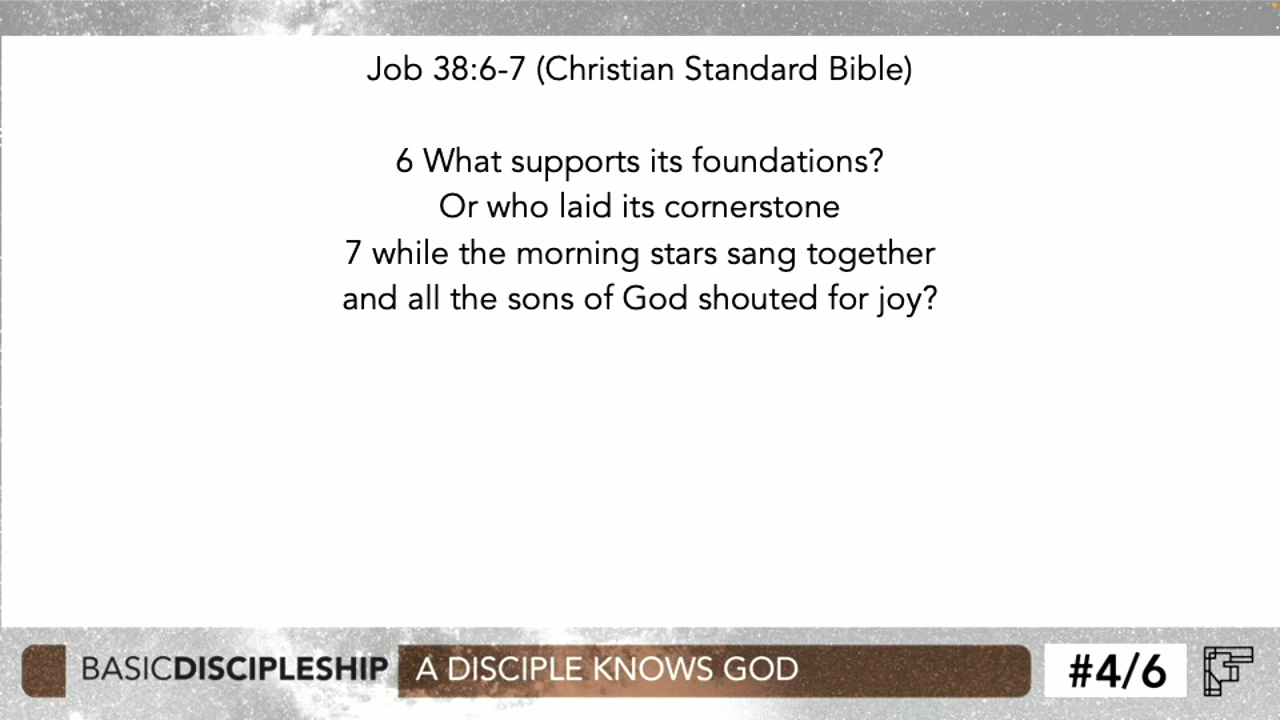 Job 38:6-7 (Christian Standard Bible)
6 What supports its foundations?
Or who laid its cornerstone
7 while the morning stars sang together
and all the sons of God shouted for joy?
BASICDISCIPLESHIP A DISCIPLE KNOWS GOD #4/6